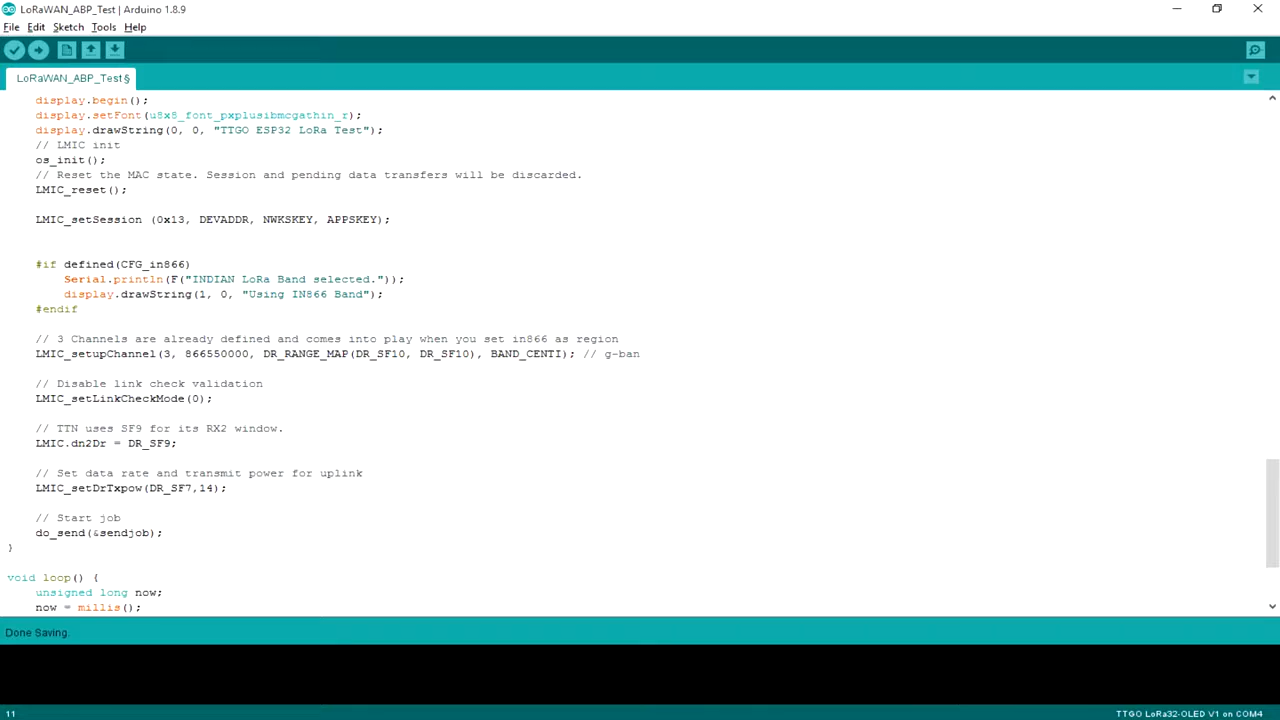 LoRaWAN_ABP_Test | Arduino 1.8.9
File Edit Sketch Tools Help
LoRaWAN_ABP_Test§
display.begin();
display.setFont(u8x8_font_pxplusibmcgathin_r);
display.drawString(0, 0, "TTGO ESP32 LoRa Test");
// LMIC init
os_init();
// Reset the MAC state. Session and pending data transfers will be discarded.
LMIC_reset();
LMIC_setSession (0x13, DEVADDR, NWKSKEY, APPSKEY);
#if defined(CFG_in866)
Serial.println(F("INDIAN LoRa Band selected."));
display.drawString(1, 0, "Using IN866 Band");
#endif
// 3 Channels are already defined and comes into play when you set in866 as region
LMIC_setupChannel(3, 866550000, DR_RANGE_MAP(DR_SF10, DR_SF10), BAND_CENTI); // g-ban
// Disable link check validation
LMIC_setLinkCheckMode(0);
// TTN uses SF9 for its RX2 window.
LMIC.dn2Dr = DR_SF9;
// Set data rate and transmit power for uplink
LMIC_setDrTxpow(DR_SF7,14);
// Start job
do_send(&sendjob);
}
void loop() {
unsigned long now;
now = millis();
Done Saving.
11 TTGO LoRa32-OLED V1 on COM4